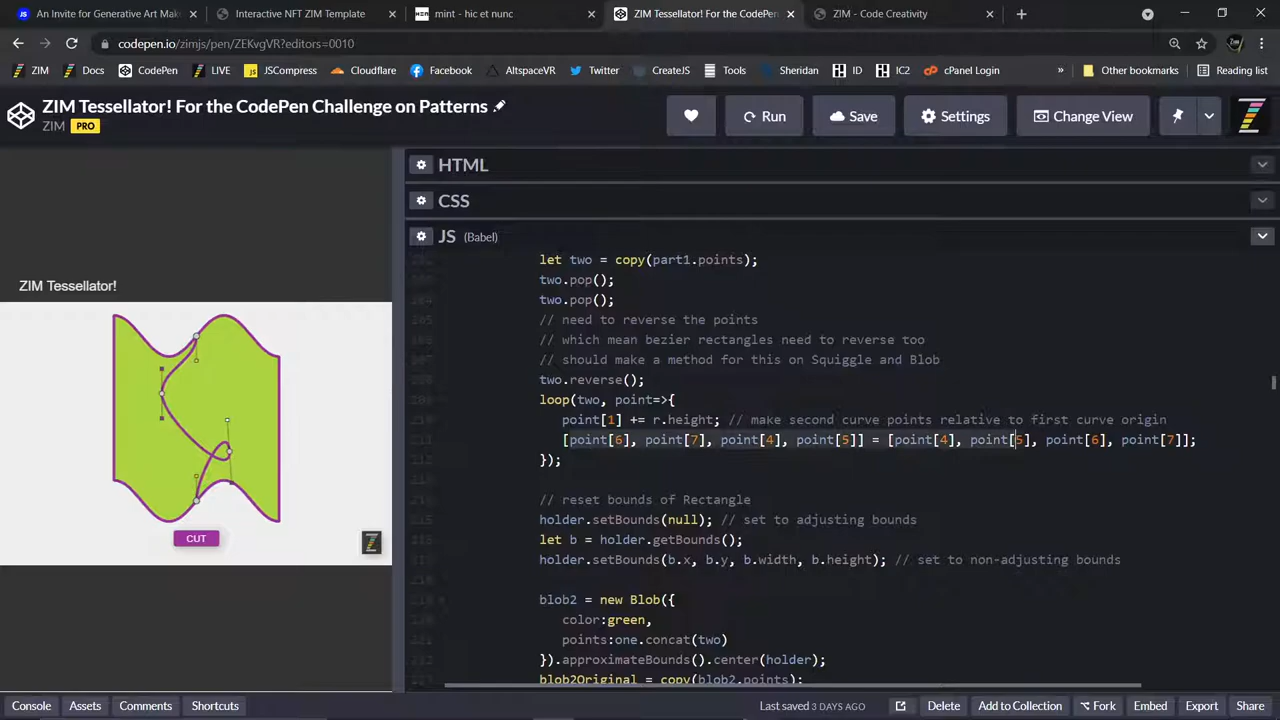 An Invite for Generative Art Mak
Interactive NFT ZIM Template
mint - hic et nunc
ZIM Tessellator! For the CodePen
ZIM - Code Creativity
codepen.io/zimjs/pen/ZEKvgVR?editors=0010
ZIM Docs CodePen LIVE JSCompress Cloudflare Facebook AltspaceVR Twitter CreateJS Tools Sheridan ID IC2 cPanel Login » Other bookmarks Reading list
ZIM Tessellator! For the CodePen Challenge on Patterns
ZIM PRO
Run Save Settings Change View
HTML
CSS
JS (Babel)
ZIM Tessellator!
CUT
let two = copy(part1.points);
two.pop();
two.pop();
// need to reverse the points
// which mean bezier rectangles need to reverse too
// should make a method for this on Squiggle and Blob
two.reverse();
loop(two, point=>{
point[1] += r.height; // make second curve points relative to first curve origin
[point[6], point[7], point[4], point[5]] = [point[4], point[5], point[6], point[7]];
});
// reset bounds of Rectangle
holder.setBounds(null); // set to adjusting bounds
let b = holder.getBounds();
holder.setBounds(b.x, b.y, b.width, b.height); // set to non-adjusting bounds
blob2 = new Blob({
color:green,
points:one.concat(two)
}).approximateBounds().center(holder);
blob2Original = copy(blob2.points);
Console Assets Comments Shortcuts Last saved 3 DAYS AGO Delete Add to Collection Fork Embed Export Share